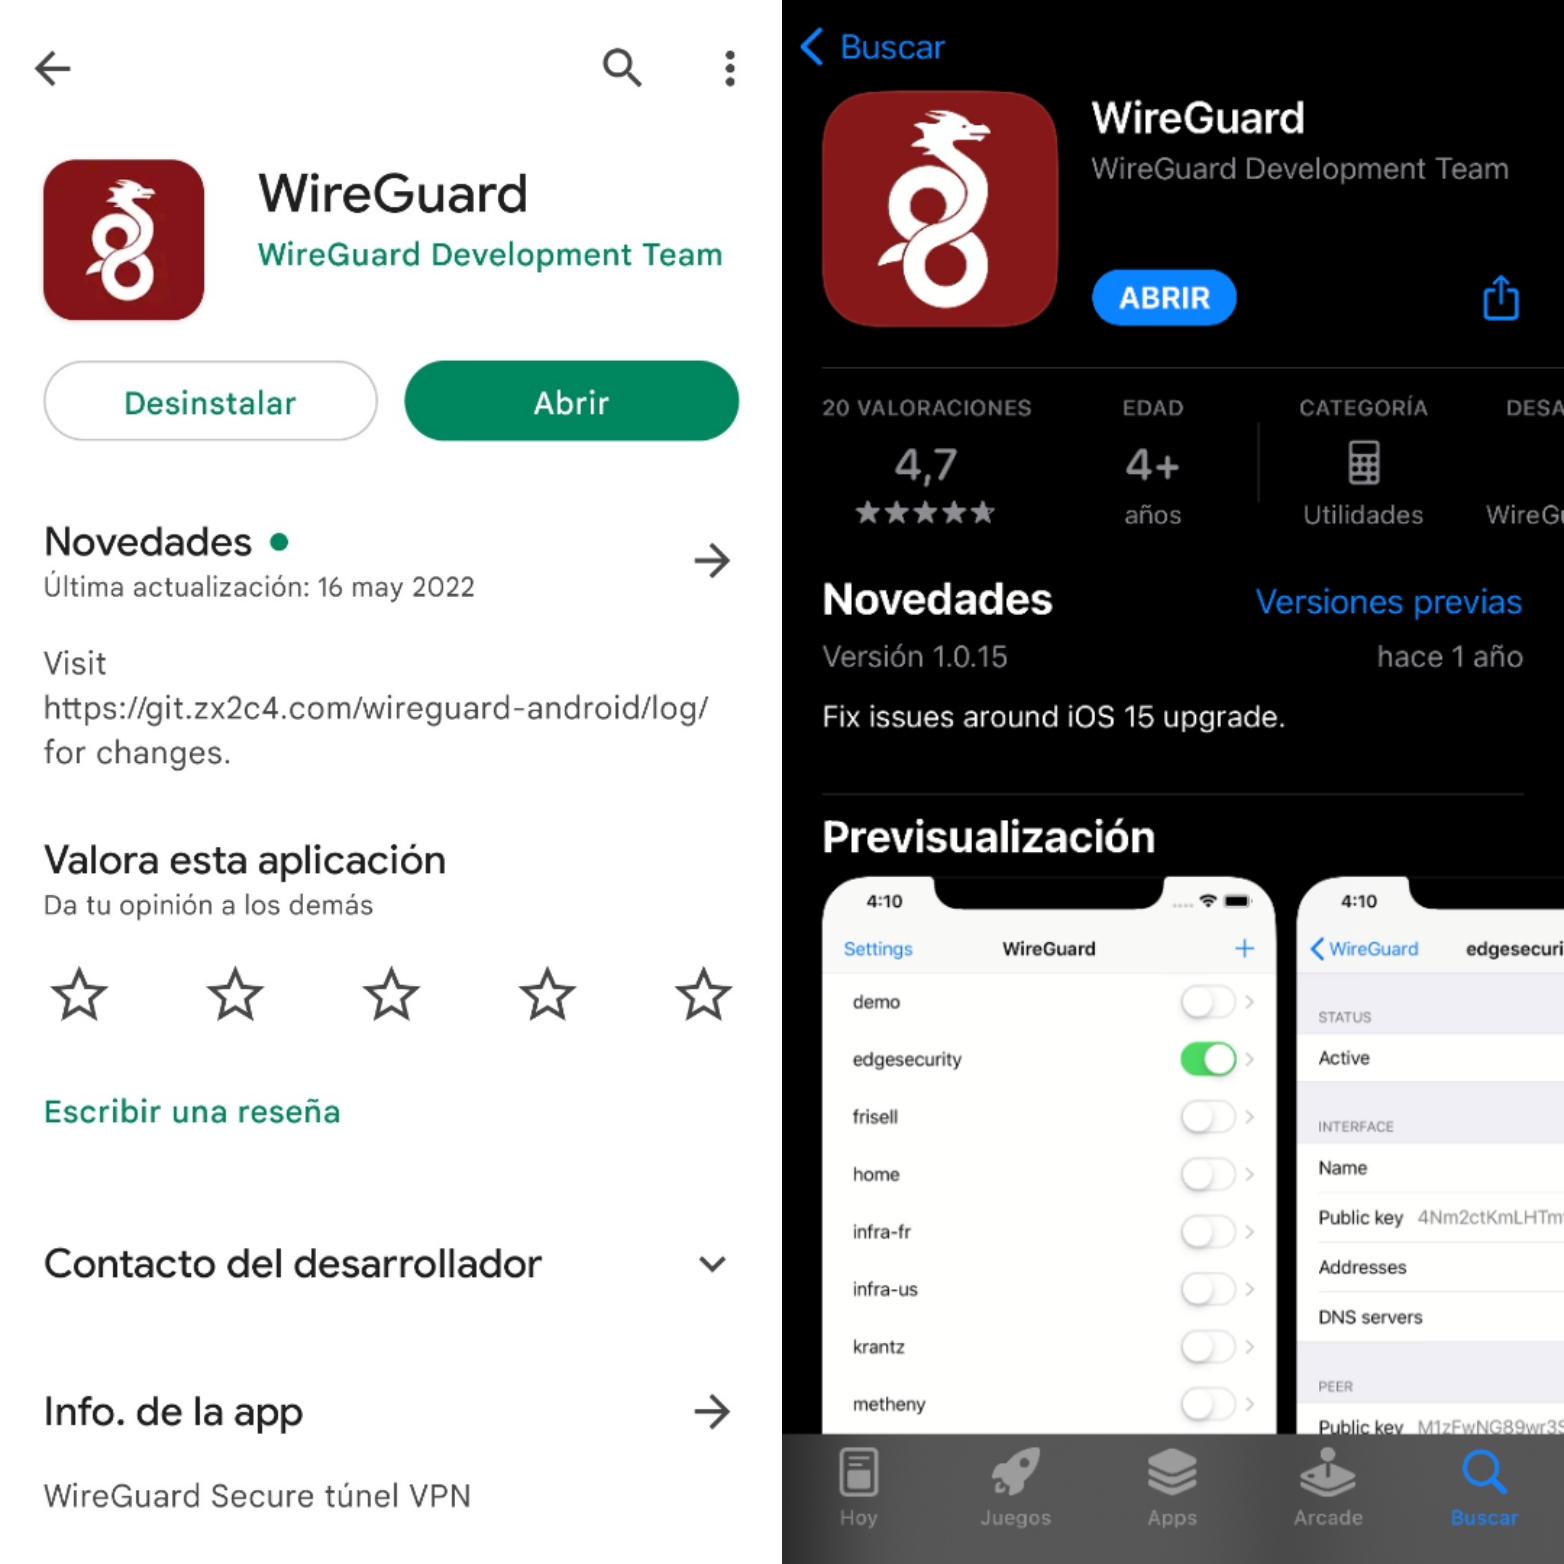 WireGuard
WireGuard Development Team
Desinstalar
Abrir
Novedades
Última actualización: 16 may 2022
Visit
https://git.zx2c4.com/wireguard-android/log/
for changes.
Valora esta aplicación
Da tu opinión a los demás
Escribir una reseña
Contacto del desarrollador
Info. de la app
WireGuard Secure túnel VPN
Buscar
WireGuard
WireGuard Development Team
ABRIR
20 VALORACIONES
4,7
EDAD
4+
años
CATEGORÍA
Utilidades
DESA
WireGu
Novedades
Versiones previas
Versión 1.0.15
hace 1 año
Fix issues around iOS 15 upgrade.
Previsualización
4:10
Settings WireGuard +
demo
edgesecurity
frisell
home
infra-fr
infra-us
krantz
metheny
4:10
WireGuard edgesecuri
STATUS
Active
INTERFACE
Name
Public key 4Nm2ctKmLHTm
Addresses
DNS servers
PEER
Public key M1zFwNG89wr3S
Hoy
Juegos
Apps
Arcade
Buscar